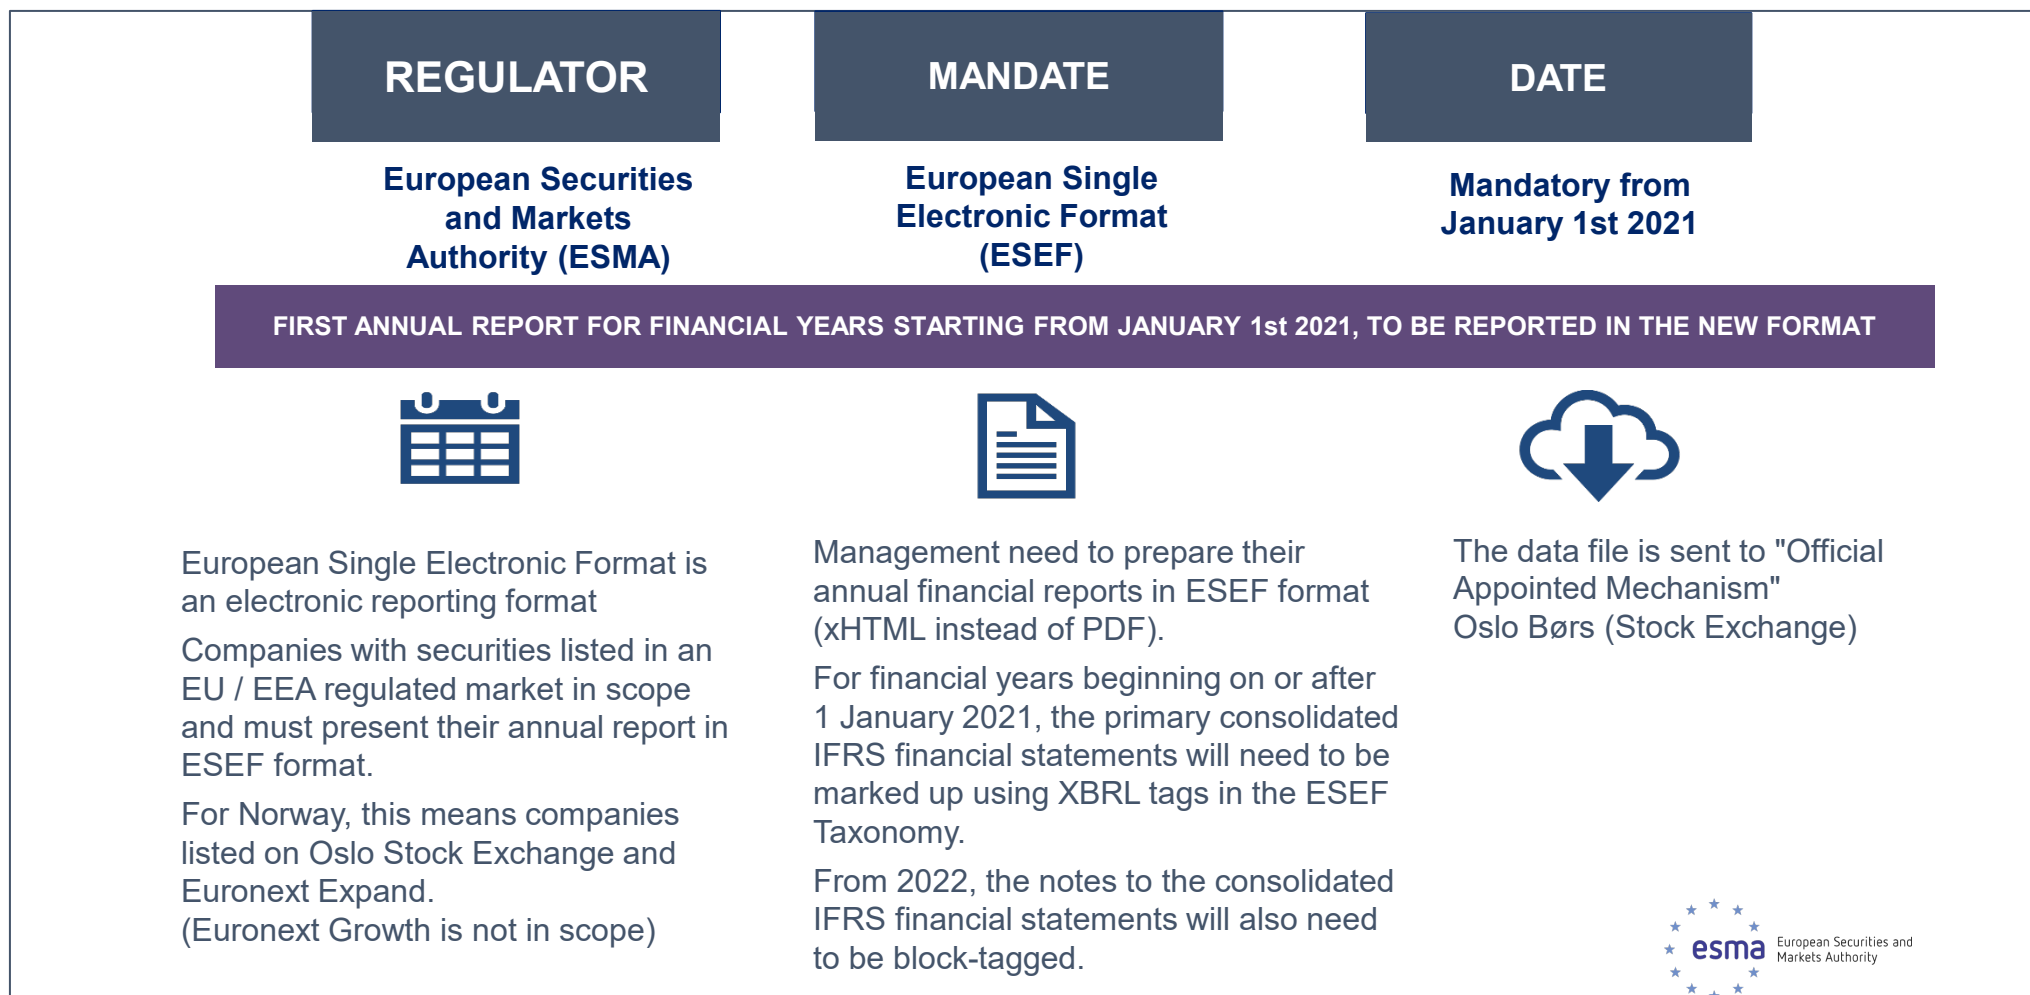 REGULATOR
MANDATE
DATE
European Securities
and Markets
Authority (ESMA)
European Single
Electronic Format
(ESEF)
Mandatory from
January 1st 2021
FIRST ANNUAL REPORT FOR FINANCIAL YEARS STARTING FROM JANUARY 1st 2021, TO BE REPORTED IN THE NEW FORMAT
European Single Electronic Format is
an electronic reporting format
Companies with securities listed in an
EU / EEA regulated market in scope
and must present their annual report in
ESEF format.
For Norway, this means companies
listed on Oslo Stock Exchange and
Euronext Expand.
(Euronext Growth is not in scope)
Management need to prepare their
annual financial reports in ESEF format
(xHTML instead of PDF).
For financial years beginning on or after
1 January 2021, the primary consolidated
IFRS financial statements will need to be
marked up using XBRL tags in the ESEF
Taxonomy.
From 2022, the notes to the consolidated
IFRS financial statements will also need
to be block-tagged.
The data file is sent to "Official
Appointed Mechanism"
Oslo Børs (Stock Exchange)
esma
European Securities and
Markets Authority